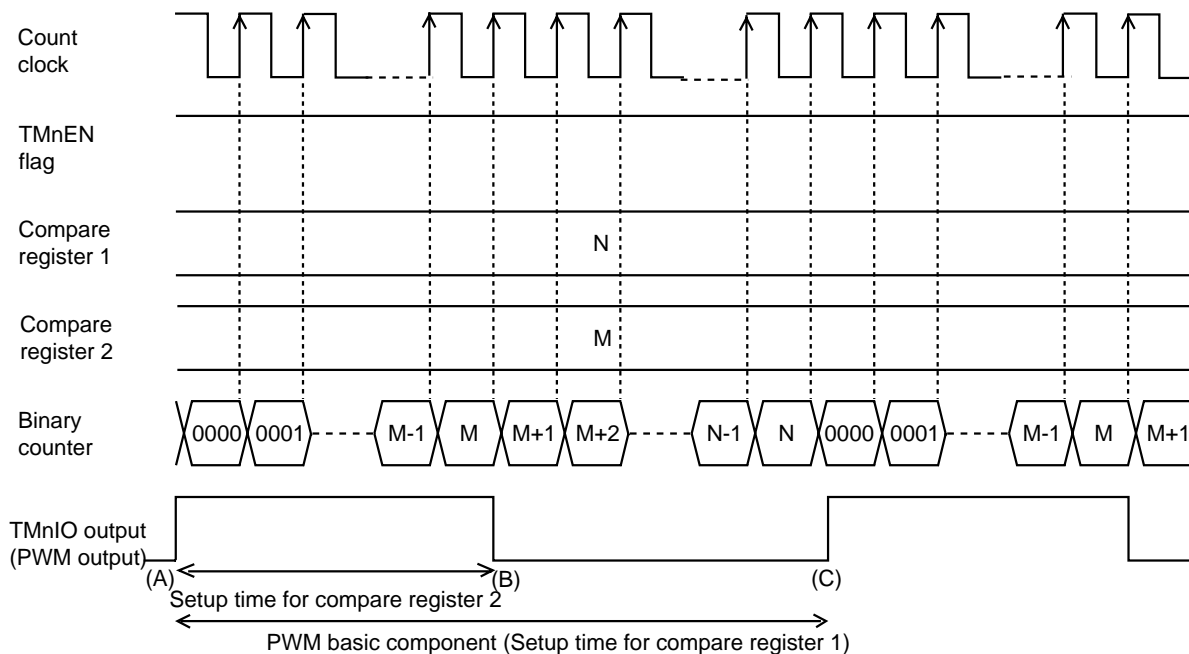 Count
clock
TMnEN
flag
Compare
register 1
N
Compare
register 2
M
Binary
counter
0000 0001 M-1 M M+1 M+2 N-1 N 0000 0001 M-1 M M+1
TMnIO output
(PWM output)
(A) (B) (C)
Setup time for compare register 2
PWM basic component (Setup time for compare register 1)